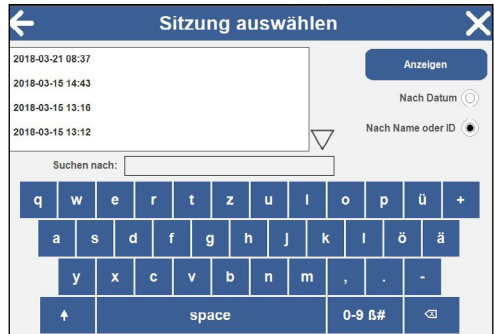 Sitzung auswählen
2018-03-21 08:37
2018-03-15 14:43
2018-03-15 13:16
2018-03-15 13:12
Anzeigen
Nach Datum
Nach Name oder ID
Suchen nach:
q w e r t z u I o p ü +
a s d f g h j k l ö ä
y x c v b n m , . -
space 0-9 ß#